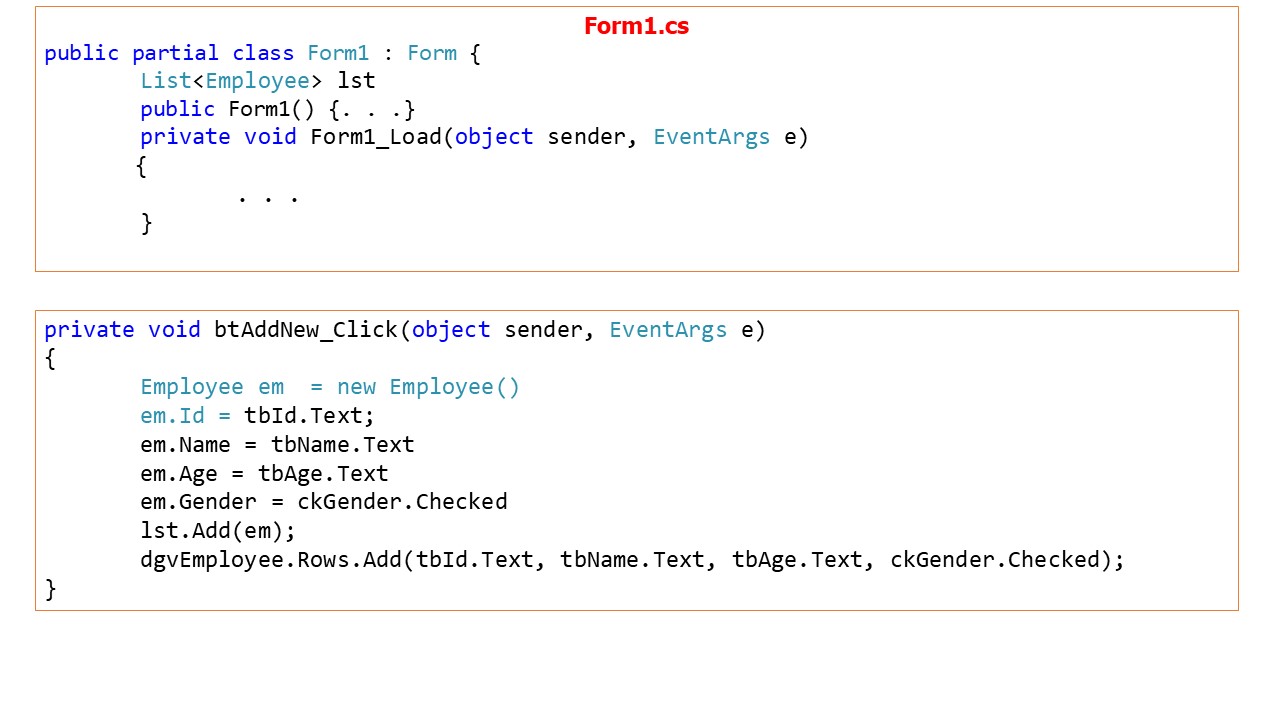 Form1.cs
public partial class Form1 : Form {
List<Employee> lst
public Form1() {. . .}
private void Form1_Load(object sender, EventArgs e)
{
. . .
}
private void btAddNew_Click(object sender, EventArgs e)
{
Employee em  = new Employee()
em.Id = tbId.Text;
em.Name = tbName.Text
em.Age = tbAge.Text
em.Gender = ckGender.Checked
lst.Add(em);
dgvEmployee.Rows.Add(tbId.Text, tbName.Text, tbAge.Text, ckGender.Checked);
}